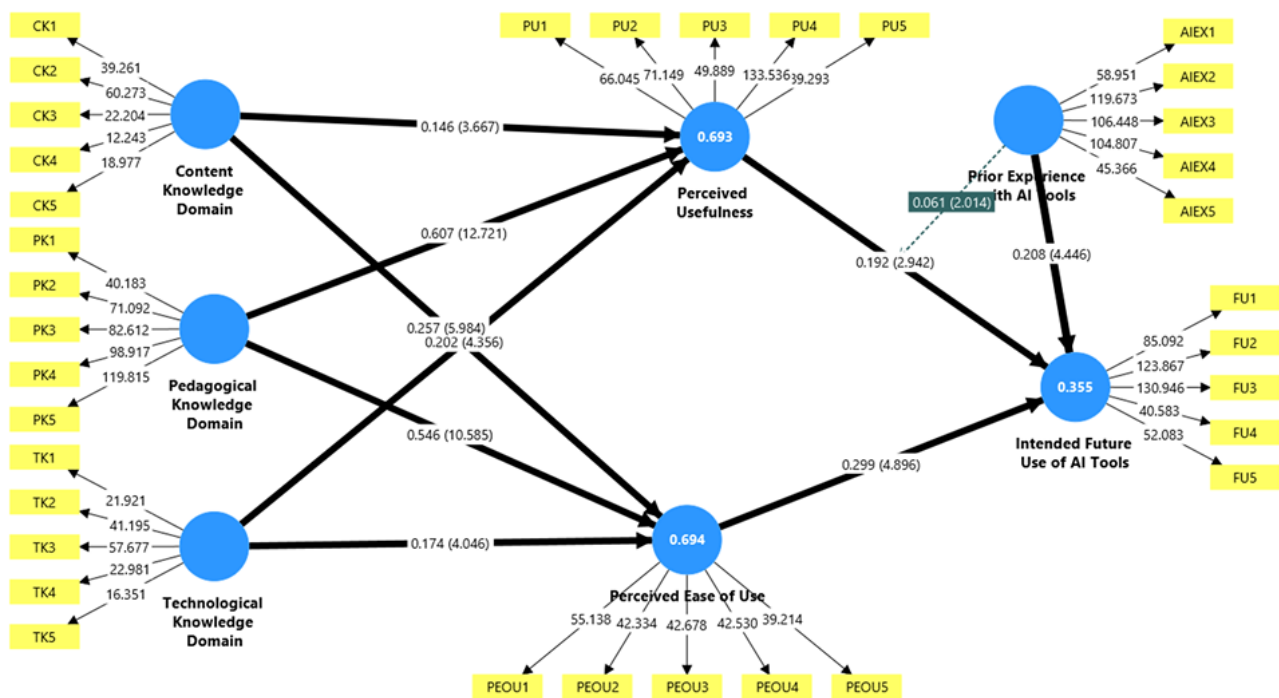 CK1
CK2
CK3
CK4
CK5
39.261
60.273
22.204
12.243
18.977
Content
Knowledge
Domain
PK1
PK2
PK3
PK4
PK5
40.183
71.092
82.612
98.917
119.815
Pedagogical
Knowledge
Domain
TK1
TK2
TK3
TK4
TK5
21.921
41.195
57.677
22.981
16.351
Technological
Knowledge
Domain
0.146 (3.667)
0.607 (12.721)
0.257 (5.984)
0.202 (4.356)
0.546 (10.585)
0.174 (4.046)
PU1
PU2
PU3
PU4
PU5
66.045
71.149
49.889
133.536
39.293
0.693
Perceived
Usefulness
0.694
Perceived Ease of Use
55.138
42.334
42.678
42.530
39.214
PEOU1
PEOU2
PEOU3
PEOU4
PEOU5
0.192 (2.942)
0.299 (4.896)
0.061 (2.014)
0.208 (4.446)
Prior Experience
with AI Tools
AIEX1
AIEX2
AIEX3
AIEX4
AIEX5
58.951
119.673
106.448
104.807
45.366
0.355
Intended Future
Use of AI Tools
FU1
FU2
FU3
FU4
FU5
85.092
123.867
130.946
40.583
52.083